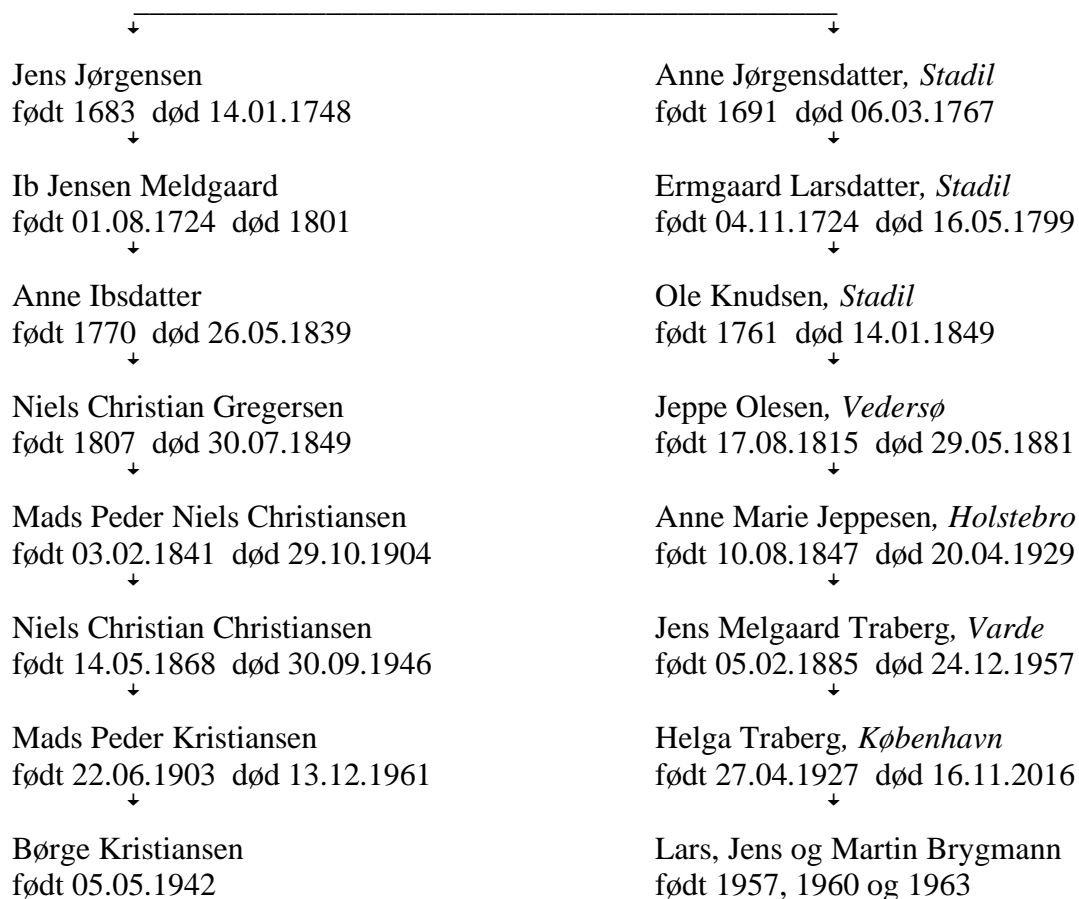 Jens Jørgensen
født 1683 død 14.01.1748
Anne Jørgensdatter, Stadil
født 1691 død 06.03.1767
Ib Jensen Meldgaard
født 01.08.1724 død 1801
Ermgaard Larsdatter, Stadil
født 04.11.1724 død 16.05.1799
Anne Ibsdatter
født 1770 død 26.05.1839
Ole Knudsen, Stadil
født 1761 død 14.01.1849
Niels Christian Gregersen
født 1807 død 30.07.1849
Jeppe Olesen, Vedersø
født 17.08.1815 død 29.05.1881
Mads Peder Niels Christiansen
født 03.02.1841 død 29.10.1904
Anne Marie Jeppesen, Holstebro
født 10.08.1847 død 20.04.1929
Niels Christian Christiansen
født 14.05.1868 død 30.09.1946
Jens Melgaard Traberg, Varde
født 05.02.1885 død 24.12.1957
Mads Peder Kristiansen
født 22.06.1903 død 13.12.1961
Helga Traberg, København
født 27.04.1927 død 16.11.2016
Børge Kristiansen
født 05.05.1942
Lars, Jens og Martin Brygmann
født 1957, 1960 og 1963